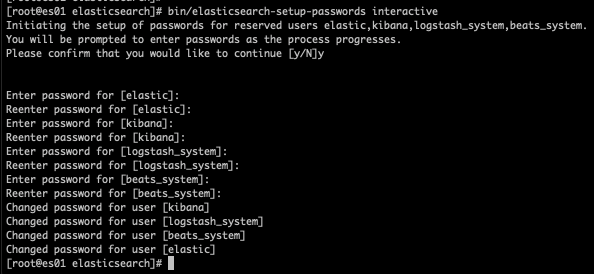 [root@es01 elasticsearch]# bin/elasticsearch-setup-passwords interactive
Initiating the setup of passwords for reserved users elastic,kibana,logstash_system,beats_system.
You will be prompted to enter passwords as the process progresses.
Please confirm that you would like to continue [y/N]y
Enter password for [elastic]:
Reenter password for [elastic]:
Enter password for [kibana]:
Reenter password for [kibana]:
Enter password for [logstash_system]:
Reenter password for [logstash_system]:
Enter password for [beats_system]:
Reenter password for [beats_system]:
Changed password for user [kibana]
Changed password for user [logstash_system]
Changed password for user [beats_system]
Changed password for user [elastic]
[root@es01 elasticsearch]#